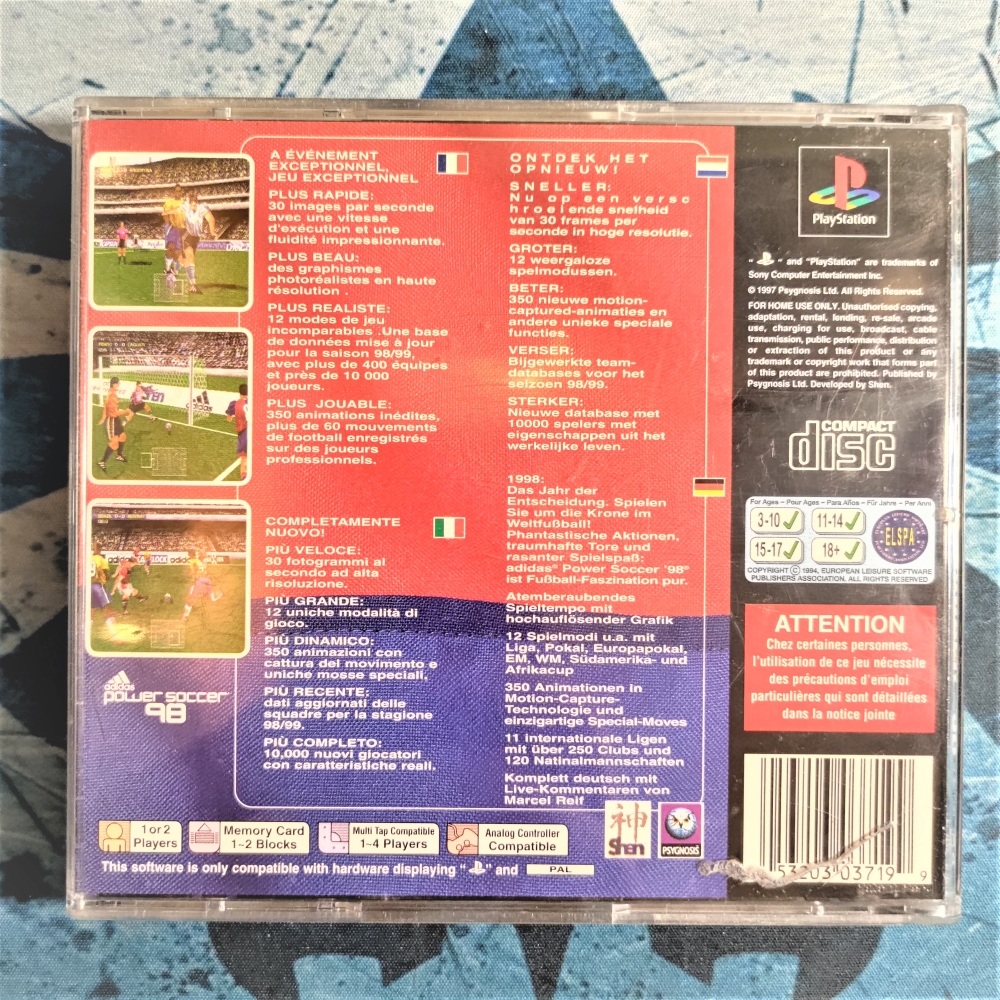 A ÉVÉNEMENT
EXCEPTIONNEL,
JEU EXCEPTIONNEL
PLUS RAPIDE:
30 images par seconde
avec une vitesse
d'exécution et une
fluidité impressionnante.
PLUS BEAU:
des graphismes
photoréalistes en haute
résolution .
PLUS REALISTE:
12 modes de jeu
incomparables .Une base
de données mise à jour
pour la saison 98/99,
avec plus de 400 équipes
et près de 10 000
joueurs.
PLUS JOUABLE:
350 animations inédites,
plus de 60 mouvements
de football enregistrés
sur des joueurs
professionnels.
COMPLETAMENTE
NUOVO!
PIÙ VELOCE:
30 fotogrammi al
secondo ad alta
risoluzione.
PIÙ GRANDE:
12 uniche modalità di
gioco.
PIÙ DINAMICO:
350 animazioni con
cattura del movimento e
uniche mosse speciali,
PIÙ RECENTE:
dati aggiornati delle
squadre per la stagione
98/99.
PIÙ COMPLETO:
10,000 nuovi giocatori
con caratteristiche reali.
ONTDEK HET
OPNIEUW!
SNELLER:
Nu op een versc
hroeiende snelheid
van 30 frames per
seconde in hoge resolutie.
GROTER:
12 weergaloze
spelmodussen.
BETER:
350 nieuwe motion-
captured-animaties en
andere unieke speciale
functies.
VERSER:
Bijgewerkte team-
databases voor het
seizoen 98/99.
STERKER:
Nieuwe database met
10000 spelers met
eigenschappen uit het
werkelijke leven.
1998:
Das Jahr der
Entscheidung. Spielen
Sie um die Krone im
Weltfußball!
Phantastische Aktionen,
traumhafte Tore und
rasanter Spielspaß:
adidas® Power Soccer '98®
ist Fußball-Faszination pur.
Atemberaubendes
Spieltempo mit
hochauflösender Grafik
12 Spielmodi u.a. mit
Liga, Pokal, Europapokal,
EM, WM, Südamerika- und
Afrikacup
350 Animationen in
Motion-Capture-
Technologie und
einzigartige Special-Moves
11 internationale Ligen
mit über 250 Clubs und
120 Natinalmannschaften
Komplett deutsch mit
Live-Kommentaren von
Marcel Reif
adidas
power soccer
98
1 or 2
Players
Memory Card
1~2 Blocks
Multi Tap Compatible
1~4 Players
Analog Controller
Compatible
神
Shen
PSYGNOSIS
This software is only compatible with hardware displaying " " and PAL
PlayStation
" " and "PlayStation" are trademarks of
Sony Computer Entertainment Inc.
© 1997 Psygnosis Ltd. All Rights Reserved.
FOR HOME USE ONLY. Unauthorised copying,
adaptation, rental, lending, re-sale, arcade
use, charging for use, broadcast, cable
transmission, public performance, distribution
or extraction of this product or any
trademark or copyright work that forms part
of this product are prohibited. Published by
Psygnosis Ltd. Developed by Shen.
COMPACT
disc
For Ages – Pour Ages – Para Años – Für Jahre – Per Anni
3-10 11-14
15-17 18+
ELSPA
COPYRIGHT © 1994, EUROPEAN LEISURE SOFTWARE
PUBLISHERS ASSOCIATION. ALL RIGHTS RESERVED
ATTENTION
Chez certaines personnes,
l'utilisation de ce jeu nécessite
des précautions d'emploi
particulières qui sont détaillées
dans la notice jointe
53203 03719 9